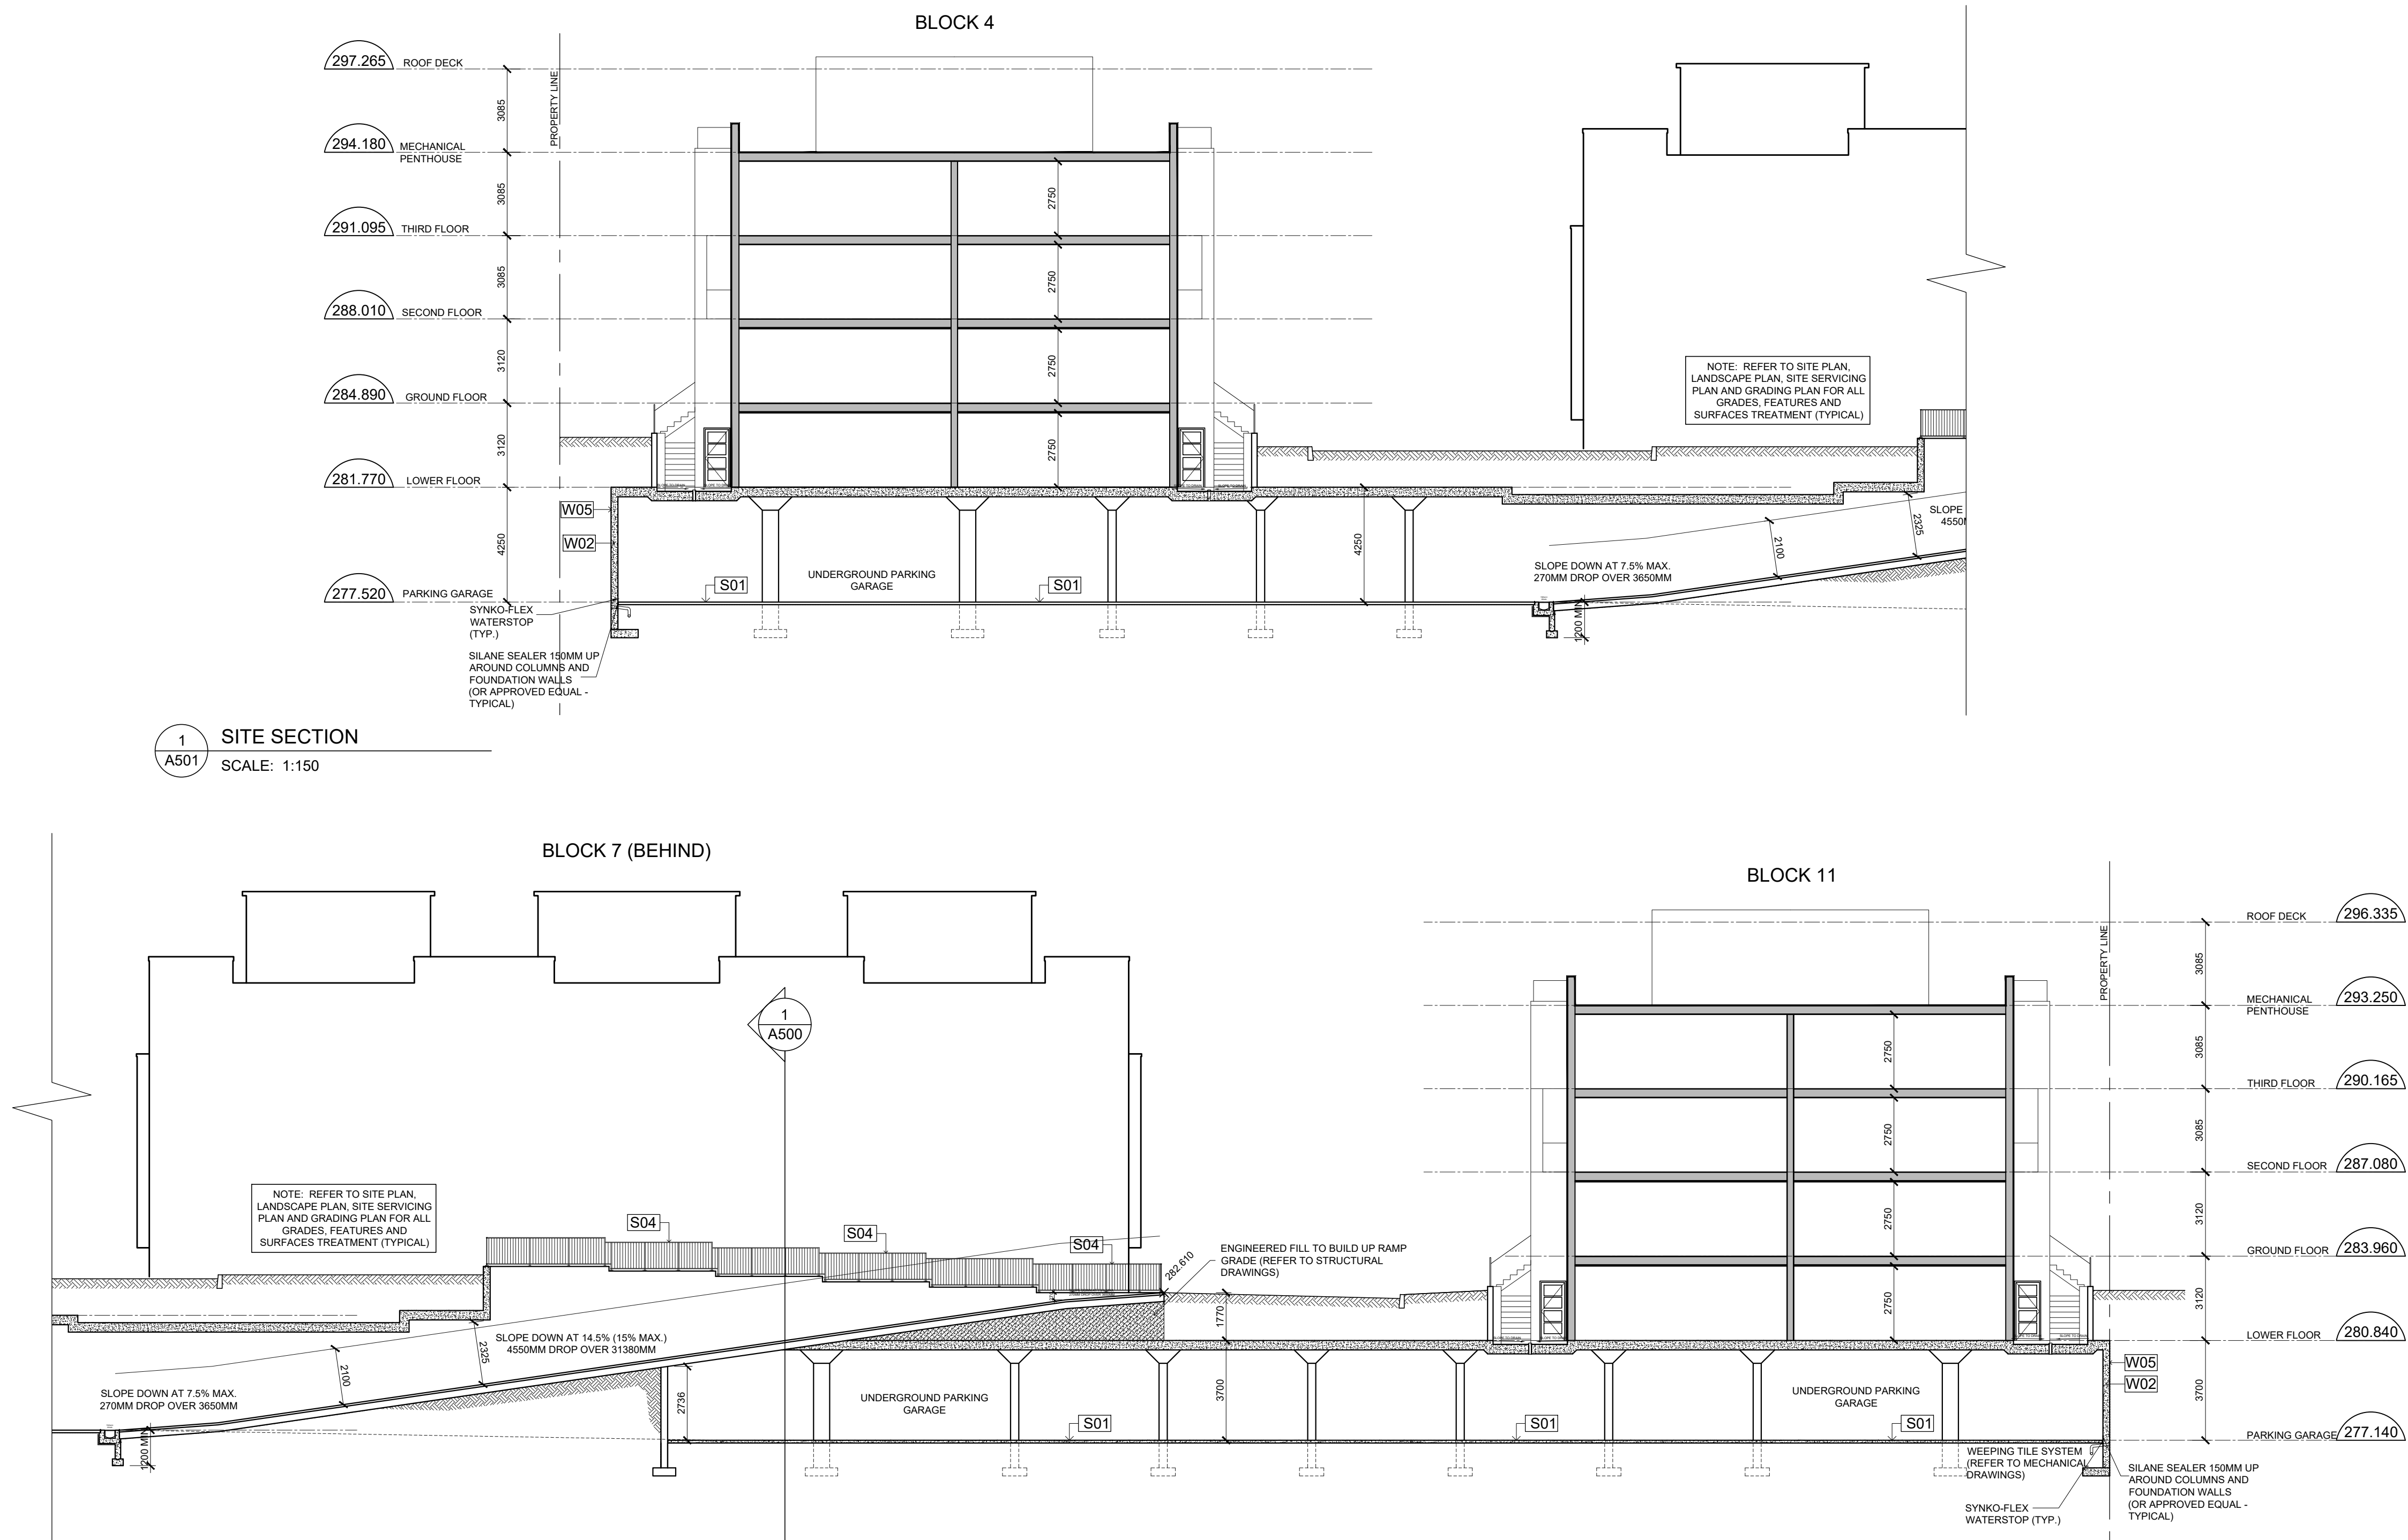 BLOCK 4
297.265 ROOF DECK
3085
294.180 MECHANICAL
PENTHOUSE
3085
291.095 THIRD FLOOR
3085
288.010 SECOND FLOOR
3120
284.890 GROUND FLOOR
3120
281.770 LOWER FLOOR
4250
277.520 PARKING GARAGE
PROPERTY LINE
2750
2750
2750
2750
W05
W02
SYNKO-FLEX
WATERSTOP
(TYP.)
SILANE SEALER 150MM UP
AROUND COLUMNS AND
FOUNDATION WALLS
(OR APPROVED EQUAL -
TYPICAL)
S01
UNDERGROUND PARKING
GARAGE
S01
4250
NOTE: REFER TO SITE PLAN,
LANDSCAPE PLAN, SITE SERVICING
PLAN AND GRADING PLAN FOR ALL
GRADES, FEATURES AND
SURFACES TREATMENT (TYPICAL)
SLOPE DOWN AT 7.5% MAX.
270MM DROP OVER 3650MM
1200 MIN
2100
2325
SLOPE
4550
1
A501
SITE SECTION
SCALE: 1:150
BLOCK 7 (BEHIND)
1
A500
NOTE: REFER TO SITE PLAN,
LANDSCAPE PLAN, SITE SERVICING
PLAN AND GRADING PLAN FOR ALL
GRADES, FEATURES AND
SURFACES TREATMENT (TYPICAL)
S04
S04
S04
282.610
ENGINEERED FILL TO BUILD UP RAMP
GRADE (REFER TO STRUCTURAL
DRAWINGS)
1770
SLOPE DOWN AT 14.5% (15% MAX.)
4550MM DROP OVER 31380MM
2325
2100
SLOPE DOWN AT 7.5% MAX.
270MM DROP OVER 3650MM
1200 MIN
2736
UNDERGROUND PARKING
GARAGE
S01
3700
S01
UNDERGROUND PARKING
GARAGE
S01
BLOCK 11
2750
2750
2750
2750
PROPERTY LINE
ROOF DECK 296.335
3085
MECHANICAL 293.250
PENTHOUSE
3085
THIRD FLOOR 290.165
3085
SECOND FLOOR 287.080
3120
GROUND FLOOR 283.960
3120
LOWER FLOOR 280.840
W05
W02
3700
PARKING GARAGE 277.140
WEEPING TILE SYSTEM
(REFER TO MECHANICAL
DRAWINGS)
SYNKO-FLEX
WATERSTOP (TYP.)
SILANE SEALER 150MM UP
AROUND COLUMNS AND
FOUNDATION WALLS
(OR APPROVED EQUAL -
TYPICAL)